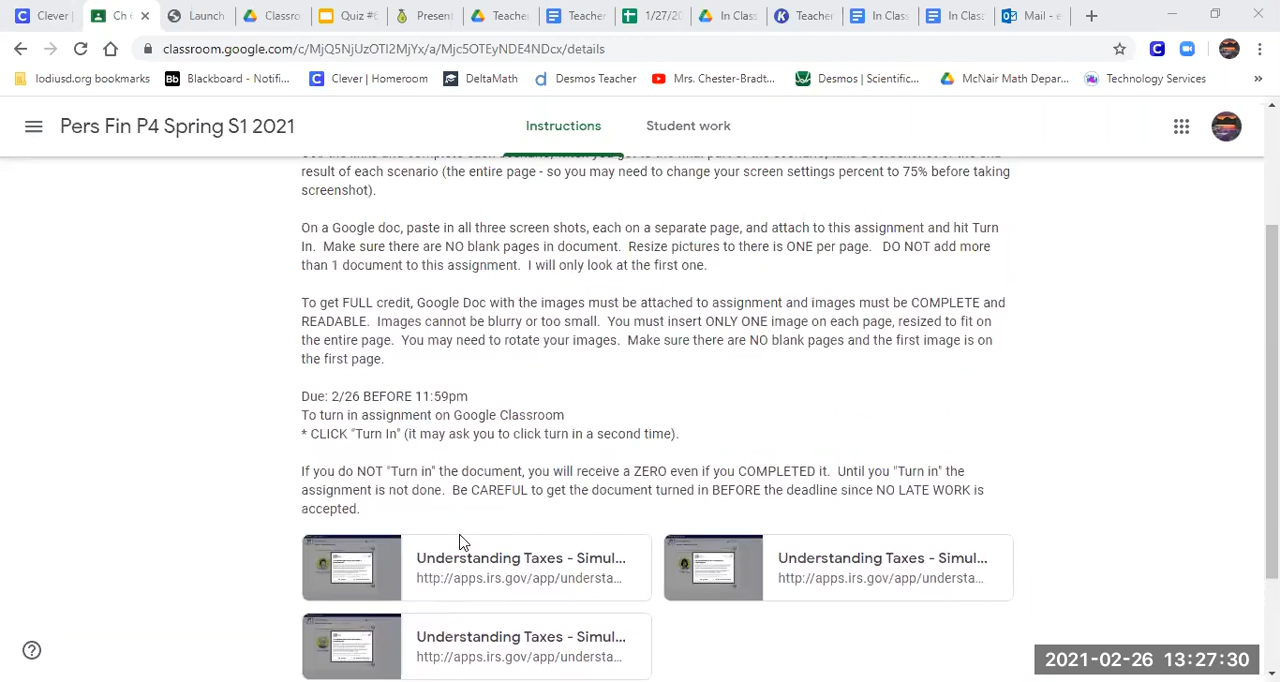 Clever |
Ch 6
Launch
Classro
Quiz #6
Present
Teache
Teacher
1/27/20
In Class
Teache
In Clas
In Clas
Mail - e
classroom.google.com/c/MjQ5NjUzOTI2MjYx/a/Mjc5OTEyNDE4NDcx/details
lodiusd.org bookmarks
Blackboard - Notifi...
Clever | Homeroom
DeltaMath
Desmos Teacher
Mrs. Chester-Bradt...
Desmos | Scientific...
McNair Math Depar...
Technology Services
»
Pers Fin P4 Spring S1 2021
Instructions
Student work
result of each scenario (the entire page - so you may need to change your screen settings percent to 75% before taking
screenshot).
On a Google doc, paste in all three screen shots, each on a separate page, and attach to this assignment and hit Turn
In. Make sure there are NO blank pages in document. Resize pictures to there is ONE per page. DO NOT add more
than 1 document to this assignment. I will only look at the first one.
To get FULL credit, Google Doc with the images must be attached to assignment and images must be COMPLETE and
READABLE. Images cannot be blurry or too small. You must insert ONLY ONE image on each page, resized to fit on
the entire page. You may need to rotate your images. Make sure there are NO blank pages and the first image is on
the first page.
Due: 2/26 BEFORE 11:59pm
To turn in assignment on Google Classroom
* CLICK "Turn In" (it may ask you to click turn in a second time).
If you do NOT "Turn in" the document, you will receive a ZERO even if you COMPLETED it. Until you "Turn in" the
assignment is not done. Be CAREFUL to get the document turned in BEFORE the deadline since NO LATE WORK is
accepted.
Understanding Taxes - Simul...
http://apps.irs.gov/app/understa...
Understanding Taxes - Simul...
http://apps.irs.gov/app/understa...
Understanding Taxes - Simul...
http://apps.irs.gov/app/understa...
2021-02-26 13:27:30